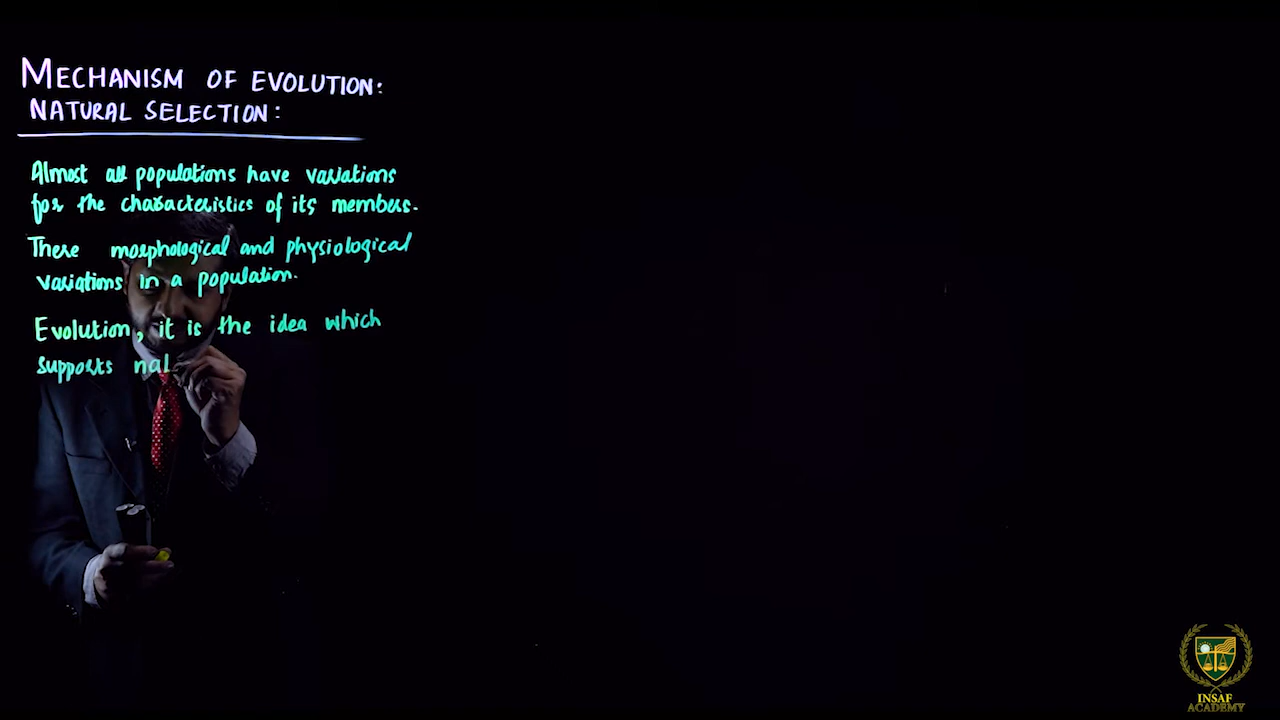 MECHANISM OF EVOLUTION:
NATURAL SELECTION:
Almost all populations have variations
for the characteristics of its members.
There morphological and physiological
variations in a population.
Evolution, it is the idea which
supports nal
INSAF
ACADEMY